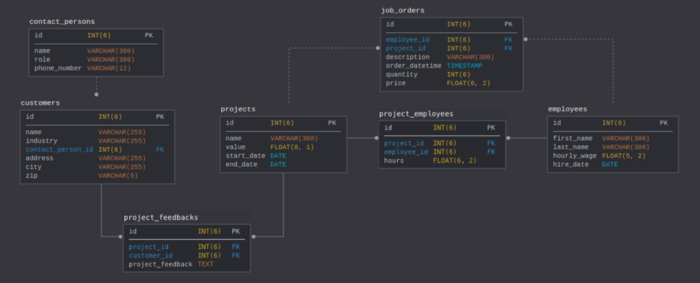 contact_persons
id INT(6) PK
name VARCHAR(300)
role VARCHAR(300)
phone_number VARCHAR(12)
job_orders
id INT(6) PK
employee_id INT(6) FK
project_id INT(6) FK
description VARCHAR(300)
order_datetime TIMESTAMP
quantity INT(6)
price FLOAT(6, 2)
customers
id INT(6) PK
name VARCHAR(255)
industry VARCHAR(255)
contact_person_id INT(6) FK
address VARCHAR(255)
city VARCHAR(255)
zip VARCHAR(5)
projects
id INT(6) PK
name VARCHAR(300)
value FLOAT(8, 1)
start_date DATE
end_date DATE
project_employees
id INT(6) PK
project_id INT(6) FK
employee_id INT(6) FK
hours FLOAT(6, 2)
employees
id INT(6) PK
first_name VARCHAR(300)
last_name VARCHAR(300)
hourly_wage FLOAT(5, 2)
hire_date DATE
project_feedbacks
id INT(6) PK
project_id INT(6) FK
customer_id INT(6) FK
project_feedback TEXT